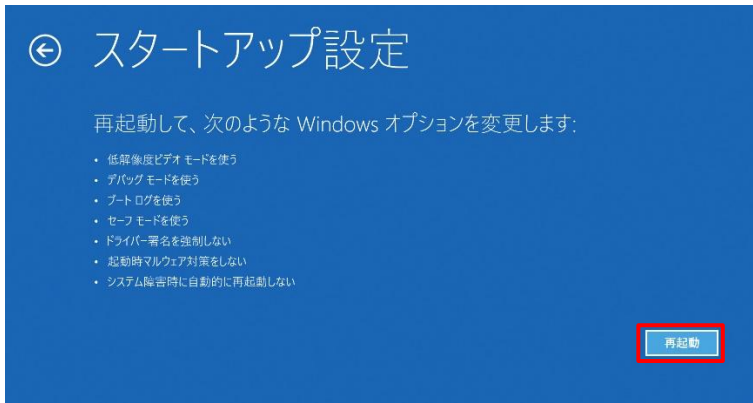 スタートアップ設定
再起動して、次のような Windows オプションを変更します:
• 低解像度ビデオ モードを使う
• デバッグ モードを使う
• ブート ログを使う
• セーフ モードを使う
• ドライバー署名を強制しない
• 起動時マルウェア対策をしない
• システム障害時に自動的に再起動しない
再起動